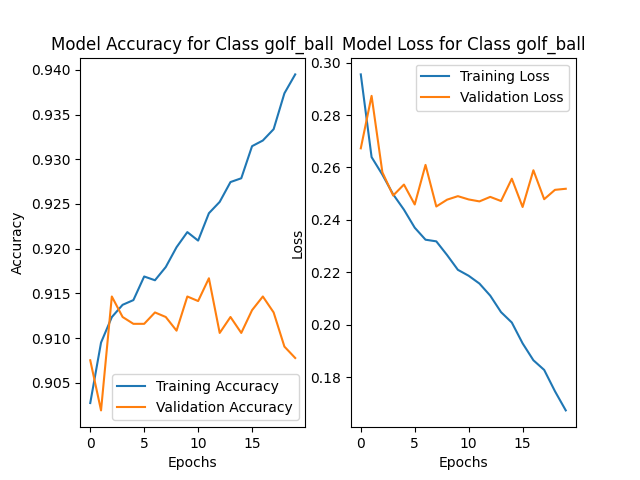 Model Accuracy for Class golf_ball
0.940
0.935
0.930
0.925
0.920
0.915
0.910
0.905
Accuracy
Training Accuracy
Validation Accuracy
0 5 10 15
Epochs
Model Loss for Class golf_ball
0.30
0.28
0.26
0.24
0.22
0.20
0.18
Loss
Training Loss
Validation Loss
0 5 10 15
Epochs